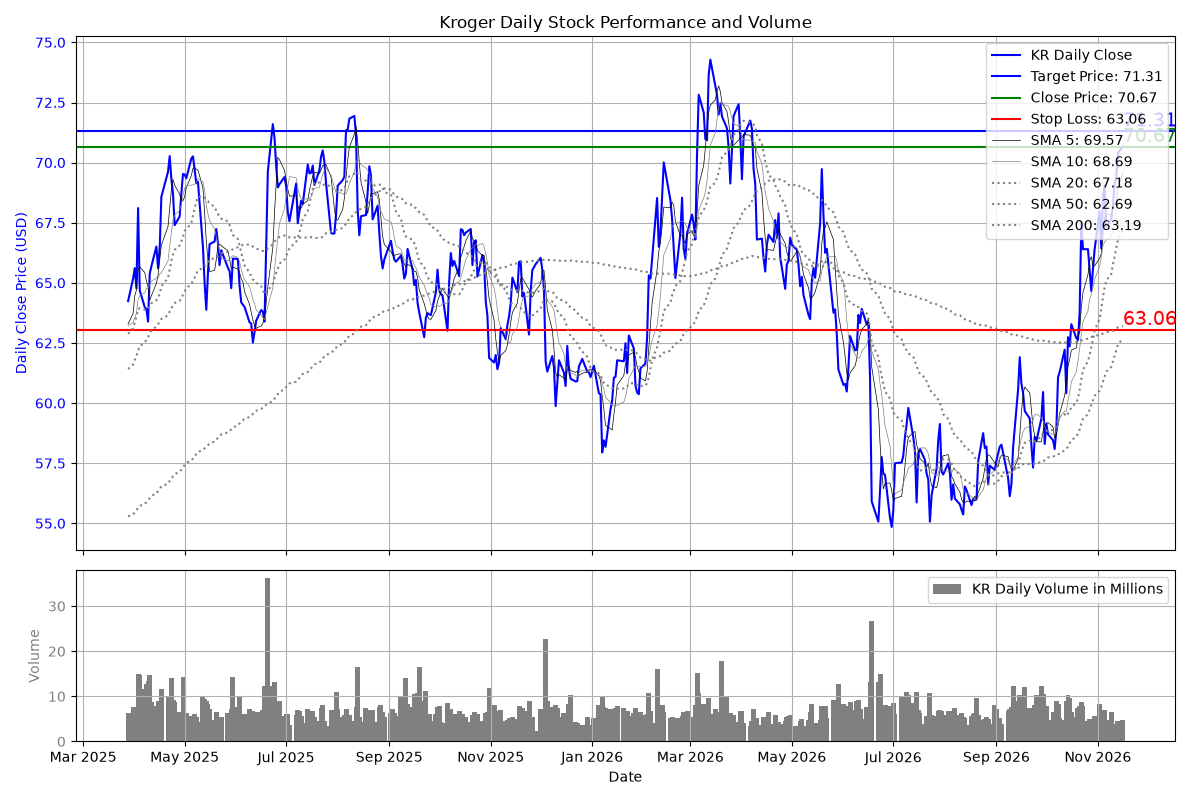 Kroger Daily Stock Performance and Volume
75.0
72.5
70.0
67.5
65.0
62.5
60.0
57.5
55.0
Daily Close Price (USD)
KR Daily Close
Target Price: 71.31
Close Price: 70.67
Stop Loss: 63.06
SMA 5: 69.57
SMA 10: 68.69
SMA 20: 67.18
SMA 50: 62.69
SMA 200: 63.19
71.31
70.67
63.06
KR Daily Volume in Millions
30
20
10
0
Volume
Mar 2025
May 2025
Jul 2025
Sep 2025
Nov 2025
Jan 2026
Mar 2026
May 2026
Jul 2026
Sep 2026
Nov 2026
Date